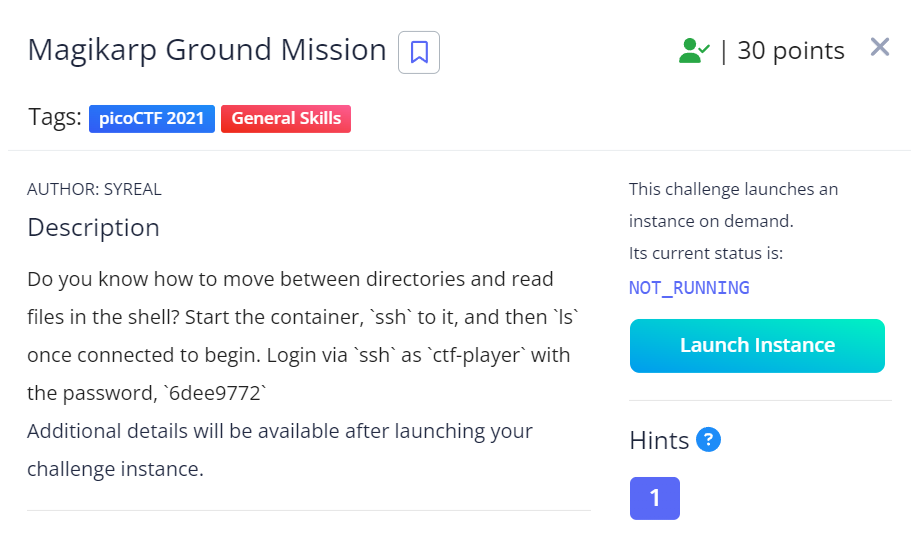 Magikarp Ground Mission
| 30 points
Tags: picoCTF 2021 General Skills
AUTHOR: SYREAL
Description
Do you know how to move between directories and read
files in the shell? Start the container, `ssh` to it, and then `ls`
once connected to begin. Login via `ssh` as `ctf-player` with
the password, `6dee9772`
Additional details will be available after launching your
challenge instance.
This challenge launches an
instance on demand.
Its current status is:
NOT_RUNNING
Launch Instance
Hints ?
1